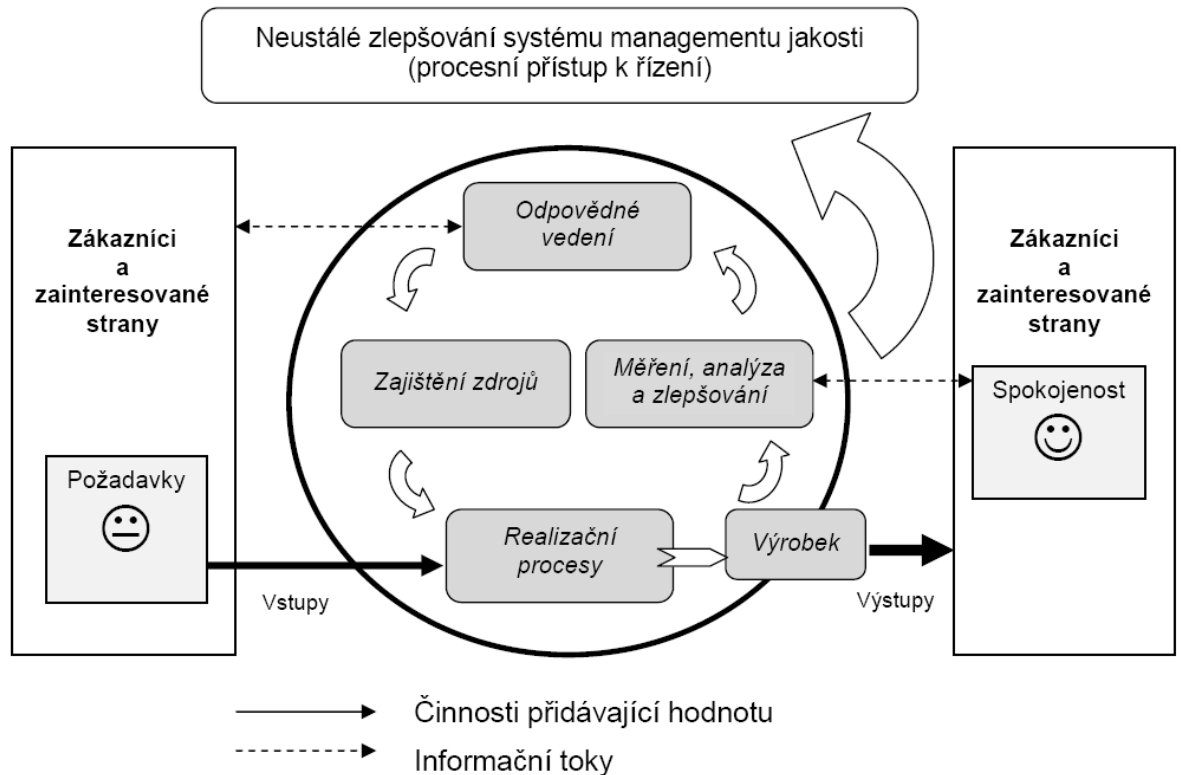 Neustálé zlepšování systému managementu jakosti
(procesní přístup k řízení)
Zákazníci
a
zainteresované
strany
Požadavky
Odpovědné
vedení
Zajištění zdrojů
Měření, analýza
a zlepšování
Realizační
procesy
Výrobek
Vstupy
Výstupy
Zákazníci
a
zainteresované
strany
Spokojenost
Činnosti přidávající hodnotu
Informační toky